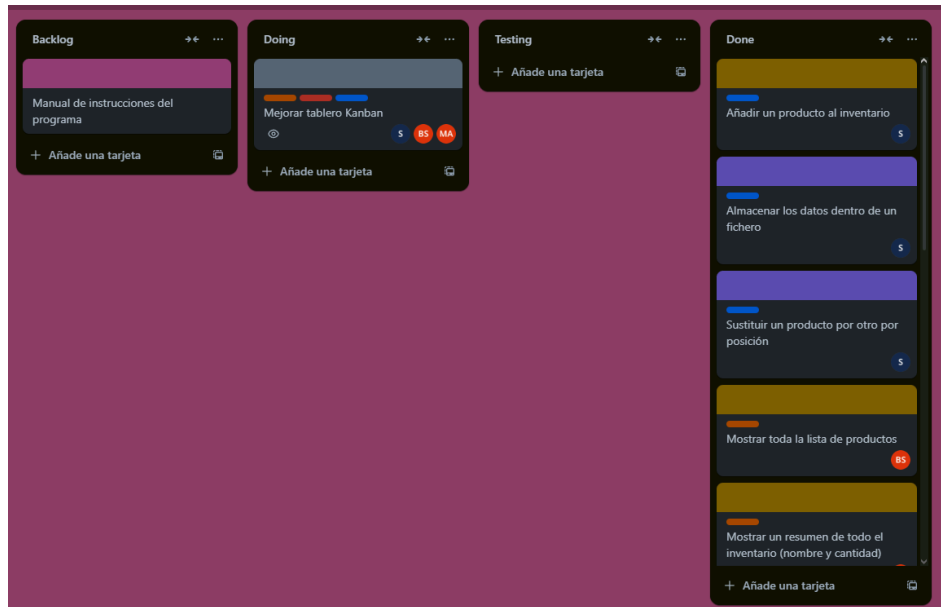 Backlog
Manual de instrucciones del
programa
+ Añade una tarjeta
Doing
Mejorar tablero Kanban
S BS MA
+ Añade una tarjeta
Testing
+ Añade una tarjeta
Done
Añadir un producto al inventario
S
Almacenar los datos dentro de un
fichero
S
Sustituir un producto por otro por
posición
S
Mostrar toda la lista de productos
BS
Mostrar un resumen de todo el
inventario (nombre y cantidad)
+ Añade una tarjeta